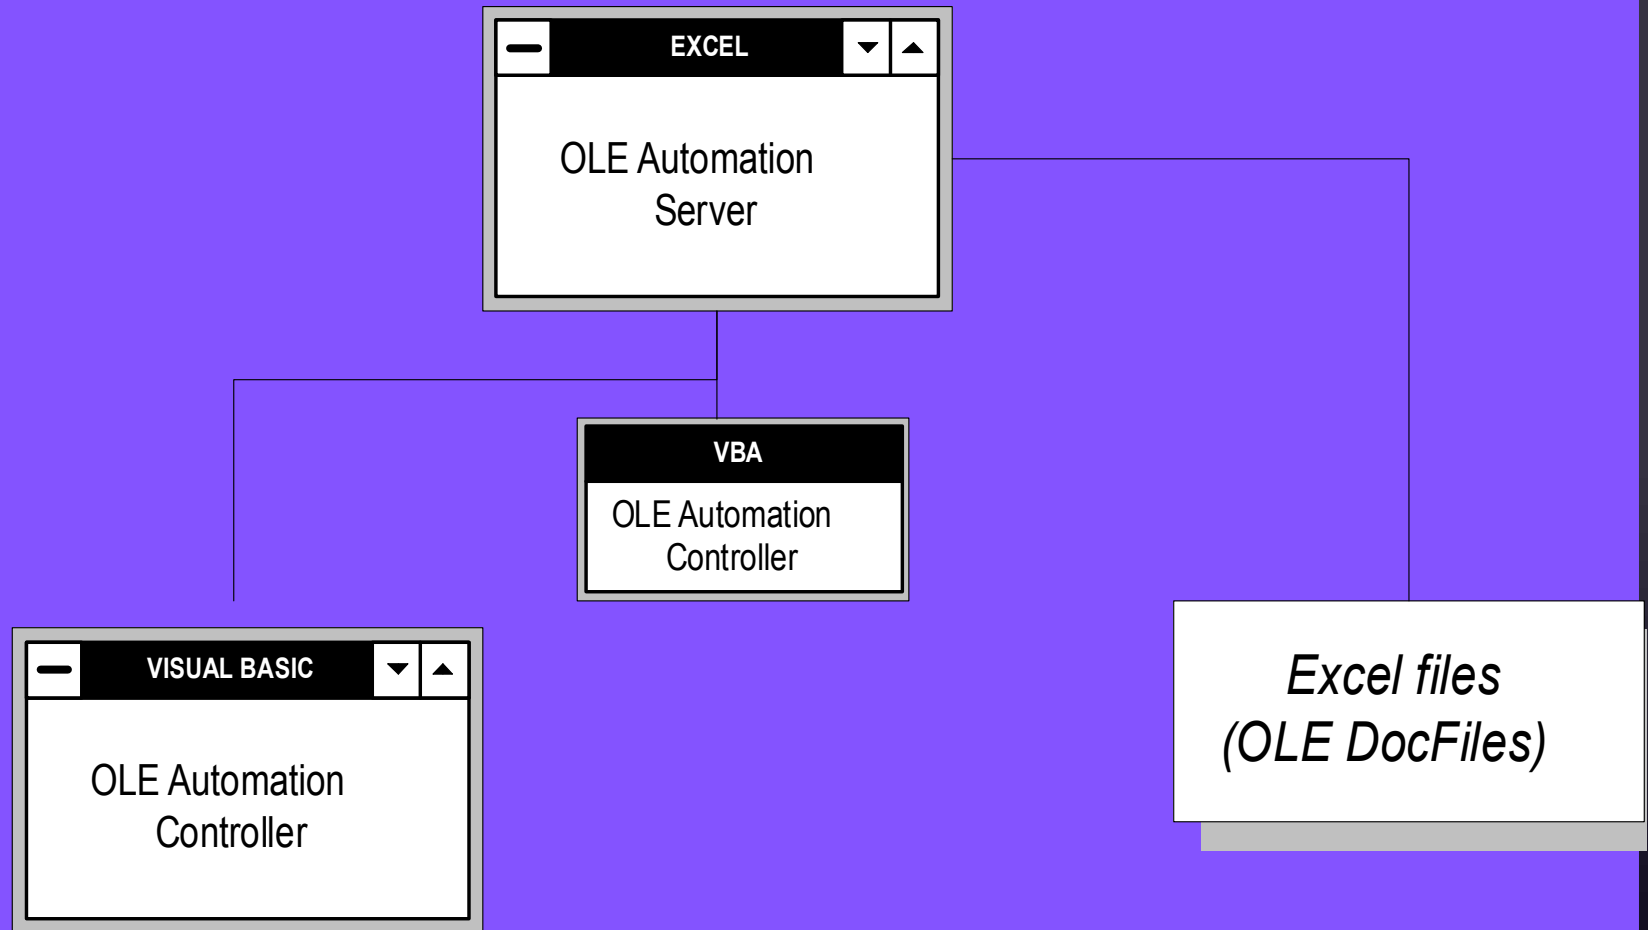 EXCEL
OLE Automation
Server
VBA
OLE Automation
Controller
VISUAL BASIC
OLE Automation
Controller
Excel files
(OLE DocFiles)